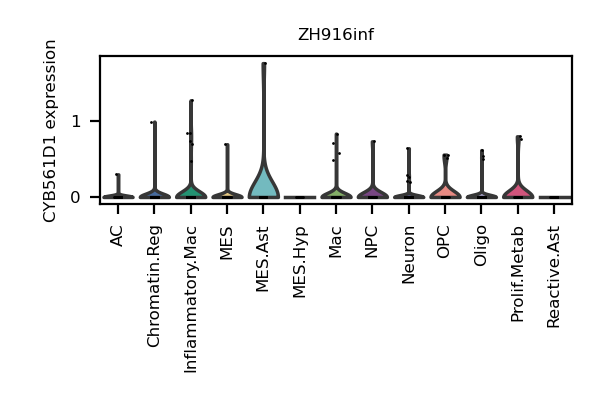 ZH916inf
CYB561D1 expression
1
0
AC
Chromatin.Reg
Inflammatory.Mac
MES
MES.Ast
MES.Hyp
Mac
NPC
Neuron
OPC
Oligo
Prolif.Metab
Reactive.Ast